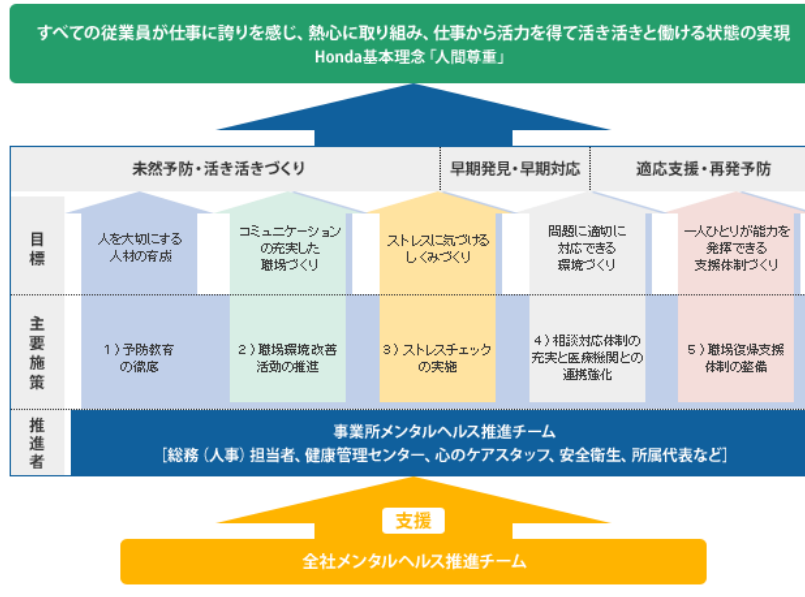 すべての従業員が仕事に誇りを感じ、熱心に取り組み、仕事から活力を得て活き活きと働ける状態の実現
Honda基本理念「人間尊重」
未然予防・活き活きづくり
早期発見・早期対応
適応支援・再発予防
目標
人を大切にする
人材の育成
コミュニケーション
の充実した
職場づくり
ストレスに気づける
しくみづくり
問題に適切に
対応できる
環境づくり
一人ひとりが能力を
発揮できる
支援体制づくり
主要施策
1）予防教育
の徹底
2）職場環境改善
活動の推進
3）ストレスチェック
の実施
4）相談対応体制の
充実と医療機関との
連携強化
5）職場復帰支援
体制の整備
推進者
事業所メンタルヘルス推進チーム
［総務（人事）担当者、健康管理センター、心のケアスタッフ、安全衛生、所属代表など］
支援
全社メンタルヘルス推進チーム